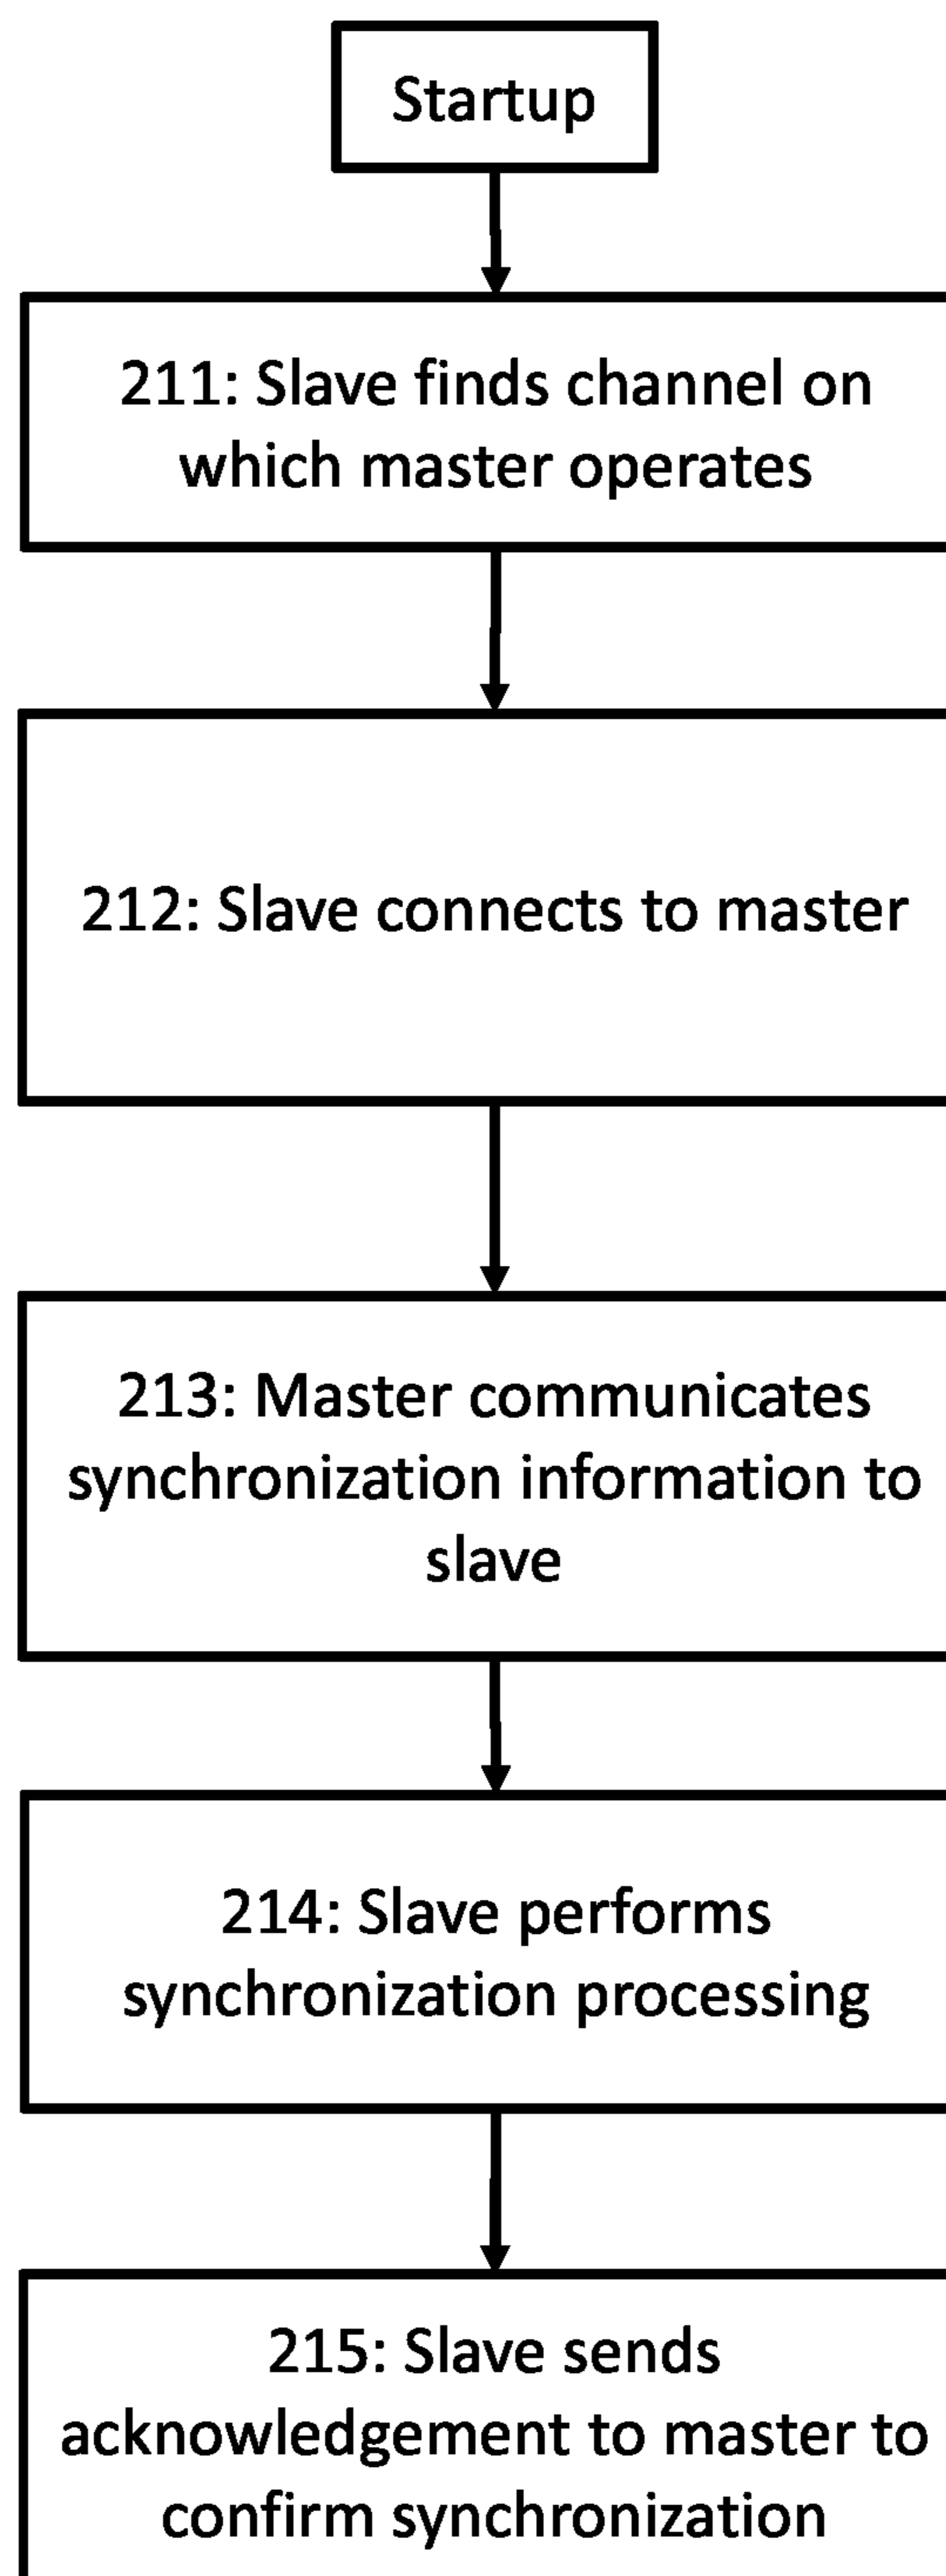 Startup
211: Slave finds channel on
which master operates
212: Slave connects to master
213: Master communicates
synchronization information to
slave
214: Slave performs
synchronization processing
215: Slave sends
acknowledgement to master to
confirm synchronization